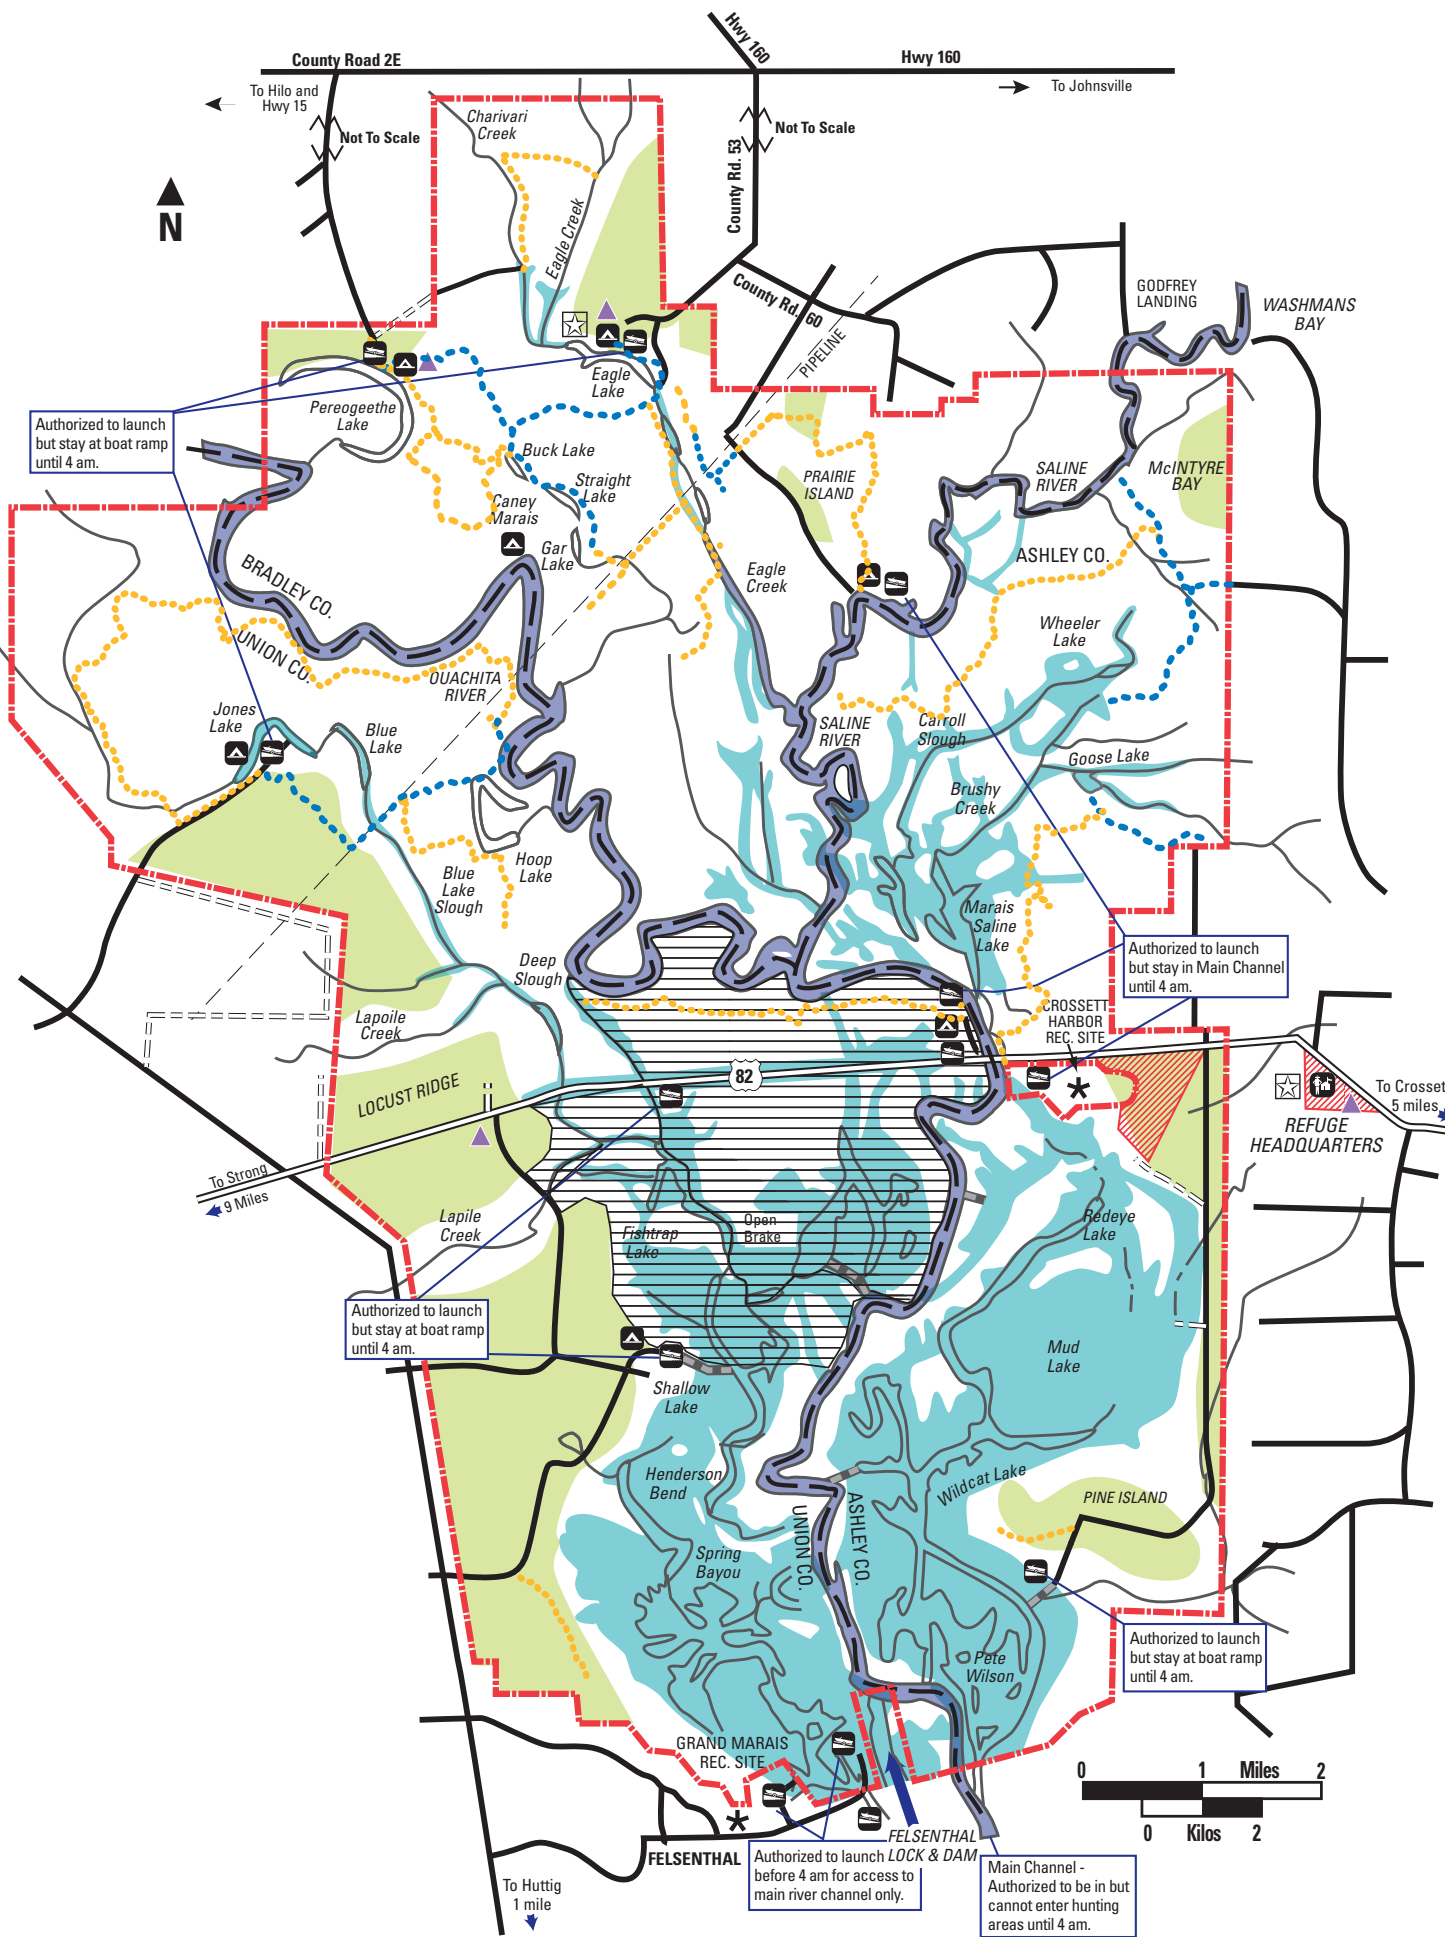 Hwy 160
County Road 2E
Hwy 160
To Hilo and
Hwy 15
To Johnsville
Not To Scale
Not To Scale
Charivari
Creek
County Rd. 53
N
Eagle Creek
County Rd. 60
PIPELINE
GODFREY
LANDING
WASHMANS
BAY
Eagle
Lake
Pereogeethe
Lake
Authorized to launch
but stay at boat ramp
until 4 am.
Buck Lake
Straight
Lake
Caney
Marais
Gar
Lake
PRAIRIE
ISLAND
SALINE
RIVER
McINTYRE
BAY
ASHLEY CO.
BRADLEY CO.
UNION CO.
Eagle
Creek
Wheeler
Lake
OUACHITA
RIVER
Jones
Lake
Blue
Lake
SALINE
RIVER
Carroll
Slough
Goose Lake
Brushy
Creek
Hoop
Lake
Blue
Lake
Slough
Marais
Saline
Lake
Authorized to launch
but stay in Main Channel
until 4 am.
Deep
Slough
CROSSETT
HARBOR
REC. SITE
Lapoile
Creek
82
LOCUST RIDGE
To Crossett
5 miles
REFUGE
HEADQUARTERS
To Strong
9 Miles
Lapile
Creek
Fishtrap
Lake
Open
Brake
Redeye
Lake
Authorized to launch
but stay at boat ramp
until 4 am.
Mud
Lake
Shallow
Lake
Henderson
Bend
Wildcat Lake
PINE ISLAND
UNION CO.
ASHLEY CO.
Spring
Bayou
Pete
Wilson
Authorized to launch
but stay at boat ramp
until 4 am.
GRAND MARAIS
REC. SITE
0 1 Miles 2
0 Kilos 2
FELSENTHAL
FELSENTHAL
LOCK & DAM
Authorized to launch
before 4 am for access to
main river channel only.
Main Channel -
Authorized to be in but
cannot enter hunting
areas until 4 am.
To Huttig
1 mile